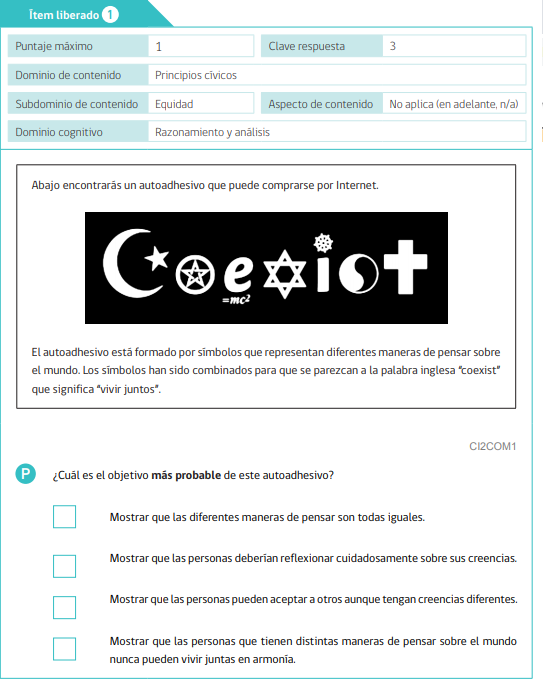 Ítem liberado 1
Puntaje máximo 1 Clave respuesta 3
Dominio de contenido Principios cívicos
Subdominio de contenido Equidad Aspecto de contenido No aplica (en adelante, n/a)
Dominio cognitivo Razonamiento y análisis
Abajo encontrarás un autoadhesivo que puede comprarse por Internet.
Coexist
=mc²
El autoadhesivo está formado por símbolos que representan diferentes maneras de pensar sobre
el mundo. Los símbolos han sido combinados para que se parezcan a la palabra inglesa "coexist"
que significa "vivir juntos".
CI2COM1
P ¿Cuál es el objetivo más probable de este autoadhesivo?
Mostrar que las diferentes maneras de pensar son todas iguales.
Mostrar que las personas deberían reflexionar cuidadosamente sobre sus creencias.
Mostrar que las personas pueden aceptar a otros aunque tengan creencias diferentes.
Mostrar que las personas que tienen distintas maneras de pensar sobre el mundo
nunca pueden vivir juntas en armonía.